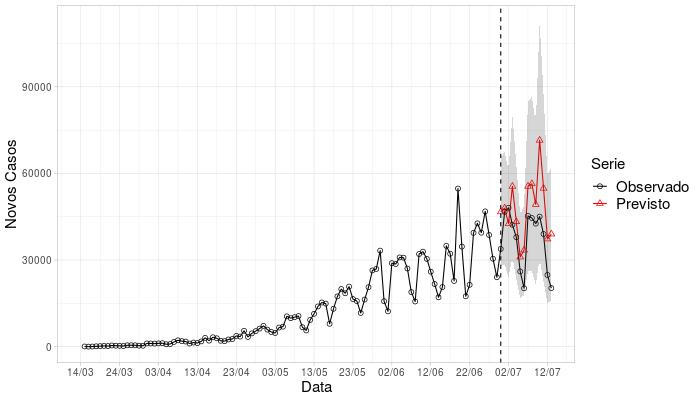 Novos Casos
90000
60000
30000
0
14/03 24/03 03/04 13/04 23/04 03/05 13/05 23/05 02/06 12/06 22/06 02/07 12/07
Data
Serie
Observado
Previsto